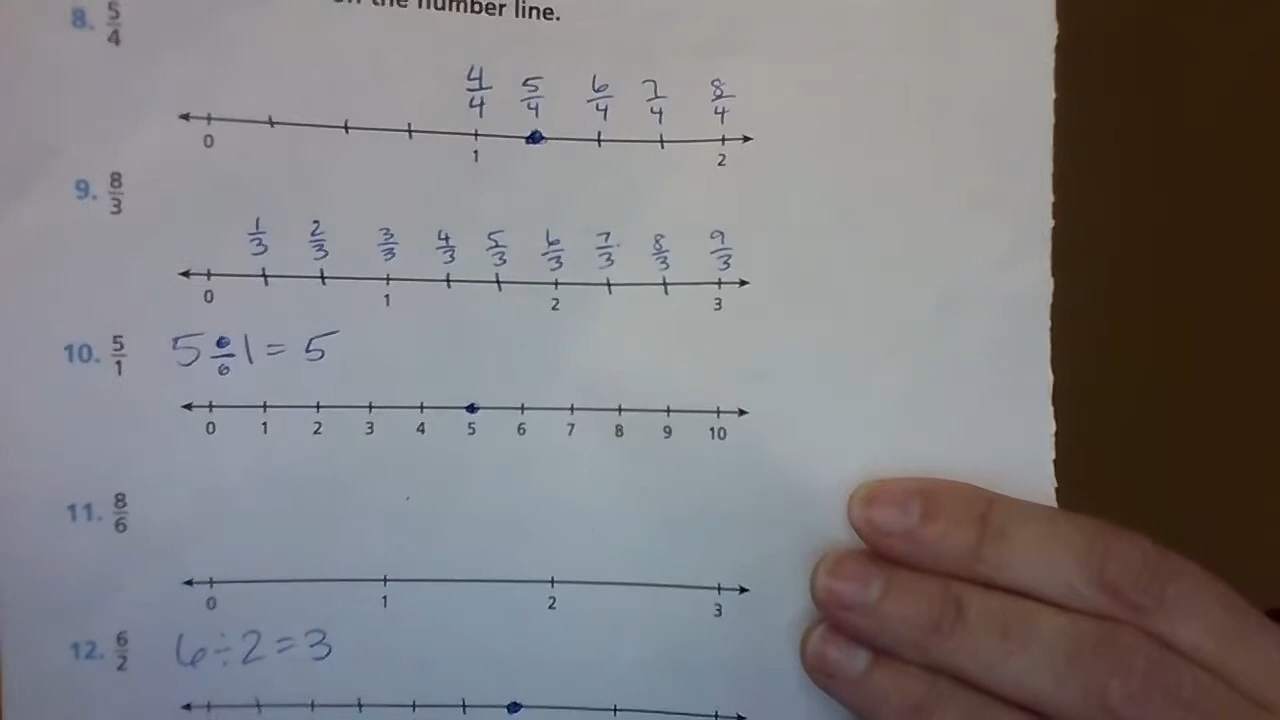 the number line.
8. 5/4
4/4 5/4 6/4 7/4 8/4
0 1 2
9. 8/3
1/3 2/3 3/3 4/3 5/3 6/3 7/3 8/3 9/3
0 1 2 3
10. 5/1 5 ÷ 1 = 5
0 1 2 3 4 5 6 7 8 9 10
11. 8/6
0 1 2 3
12. 6/2 6 ÷ 2 = 3